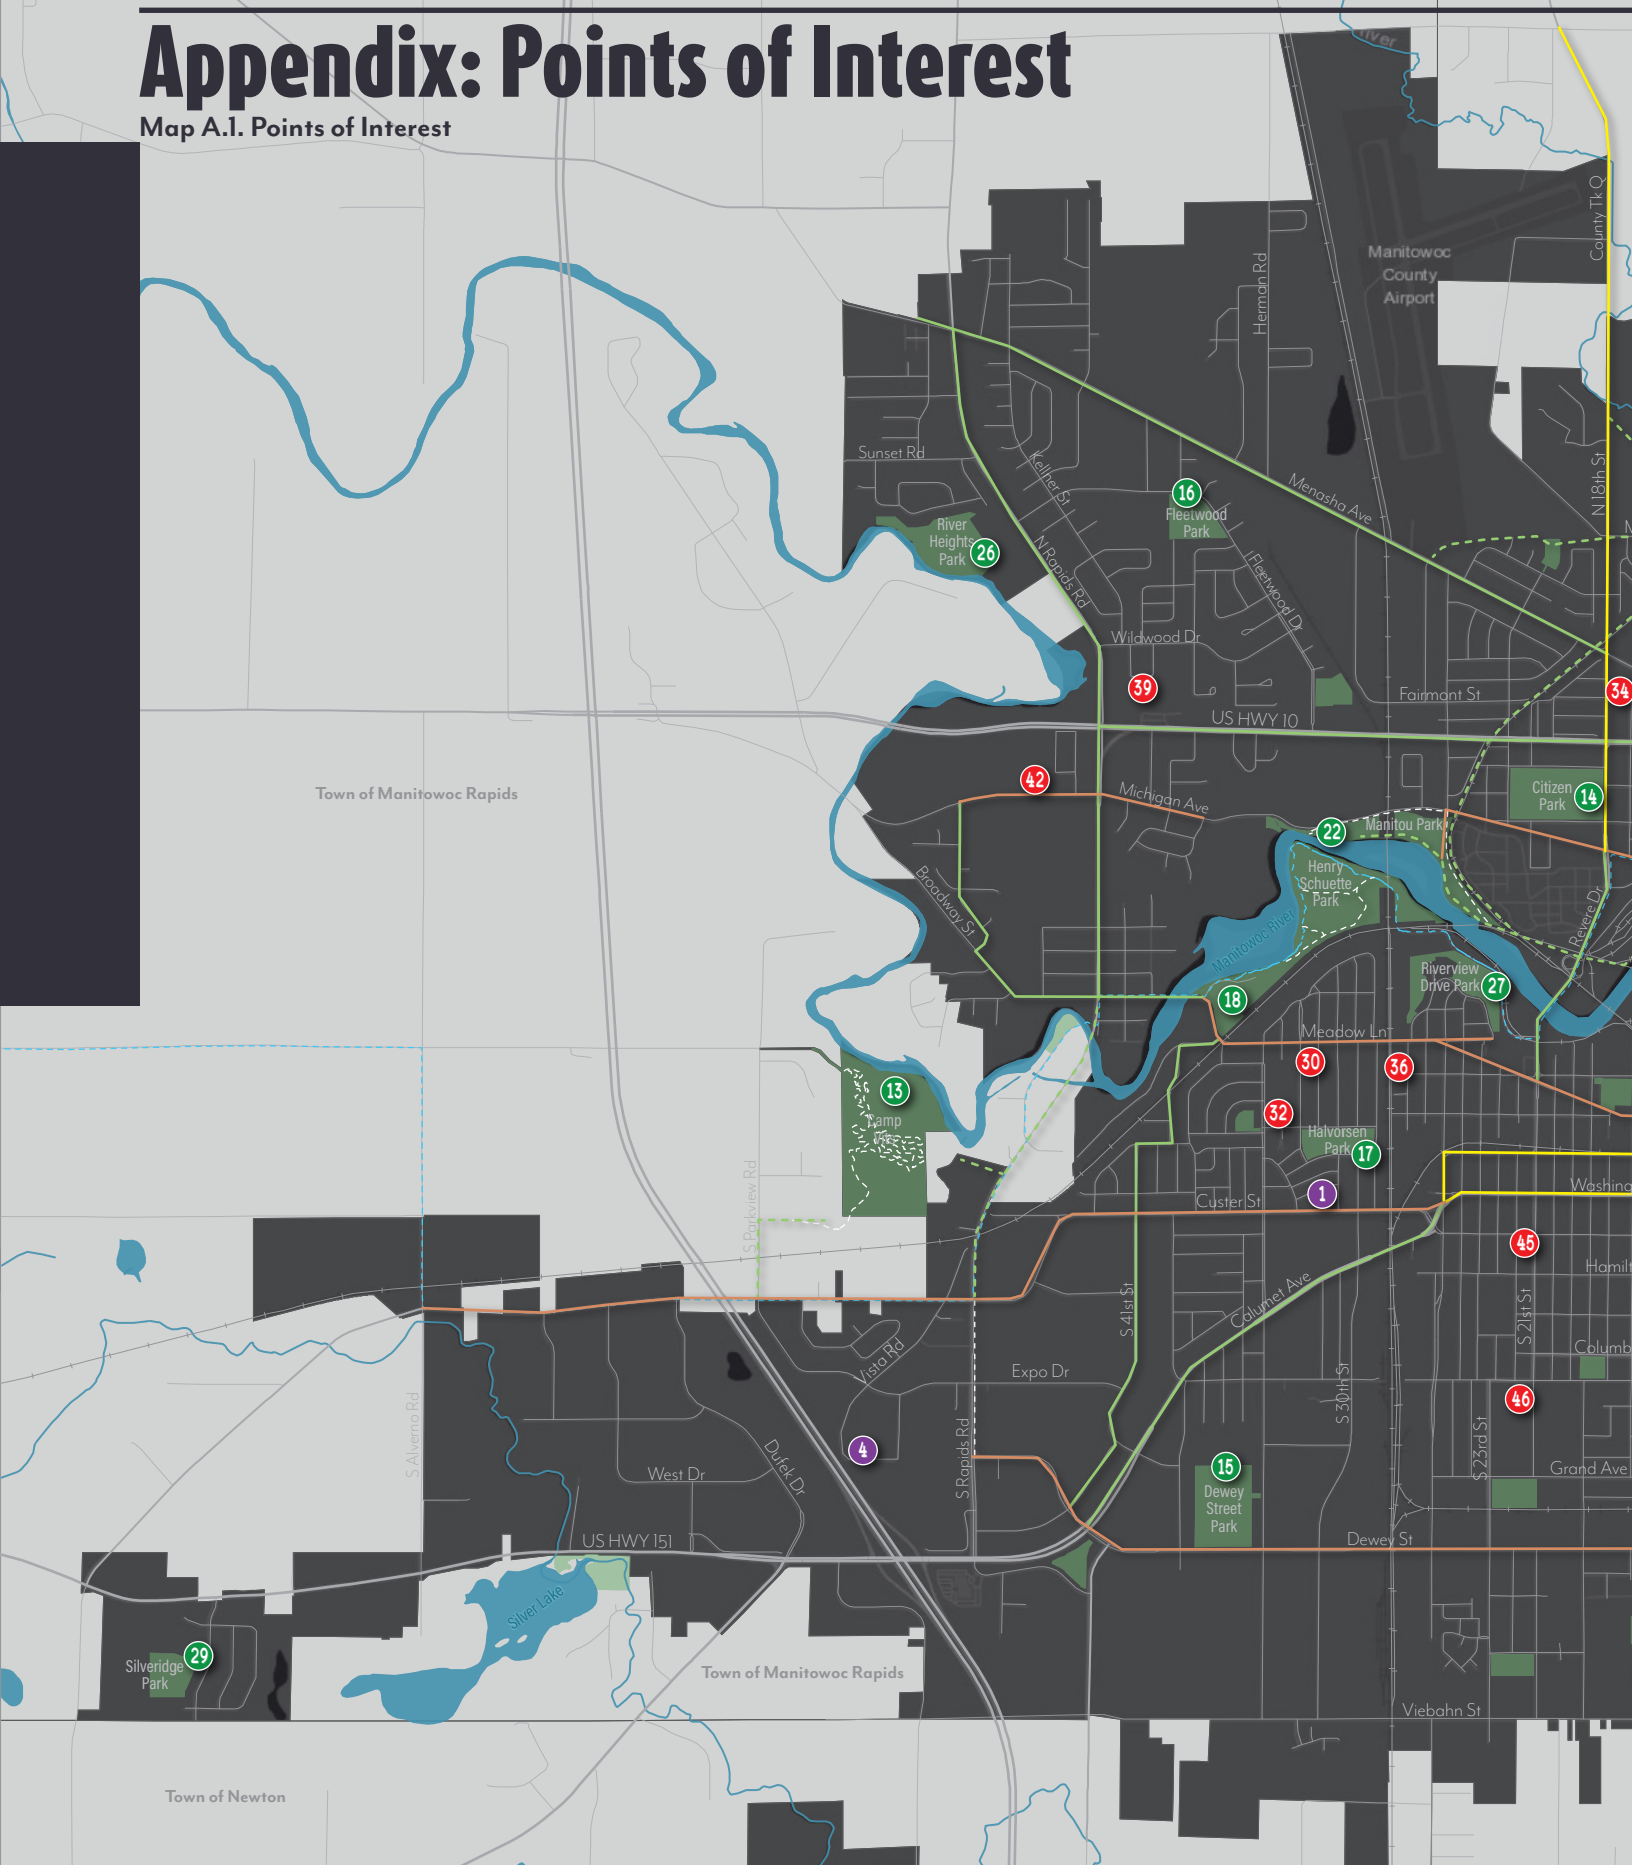 Appendix: Points of Interest
Map A.1. Points of Interest
River
County Tk Q
Manitowoc
County
Airport
Herman Rd
Sunset Rd
Kellner St
Menasha Ave
N 18th St
16
Fleetwood
Park
River
Heights
Park
26
N Rapids Rd
Fleetwood Dr
Wildwood Dr
39
Fairmont St
34
US HWY 10
42
Michigan Ave
Town of Manitowoc Rapids
Citizen
Park
14
22
Manitou Park
Henry
Schuette
Park
Broadway St
Manitowoc River
Revere Dr
Riverview
Drive Park
27
18
Meadow Ln
30
36
13
Camp
32
Halvorsen
Park
17
S Parkview Rd
1
Custer St
Washing
45
Hamilt
S 41st St
Calumet Ave
S 21st St
Columb
Vista Rd
Expo Dr
S 30th St
46
S Alverno Rd
4
Dufek Dr
S Rapids Rd
S 23rd St
West Dr
15
Dewey
Street
Park
Grand Ave
US HWY 151
Dewey St
Silver Lake
29
Silveridge
Park
Town of Manitowoc Rapids
Viebahn St
Town of Newton